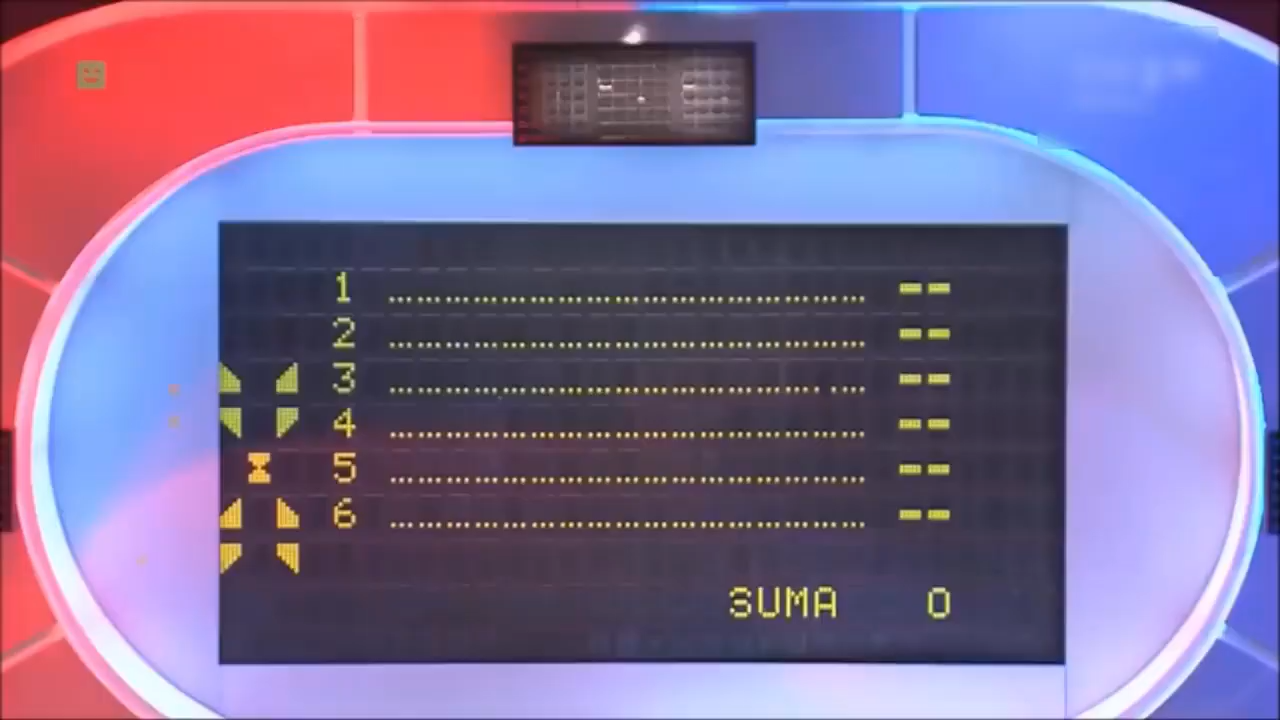 1 .................................. --
2 .................................. --
3 .................................. --
4 .................................. --
5 .................................. --
6 .................................. --
SUMA 0